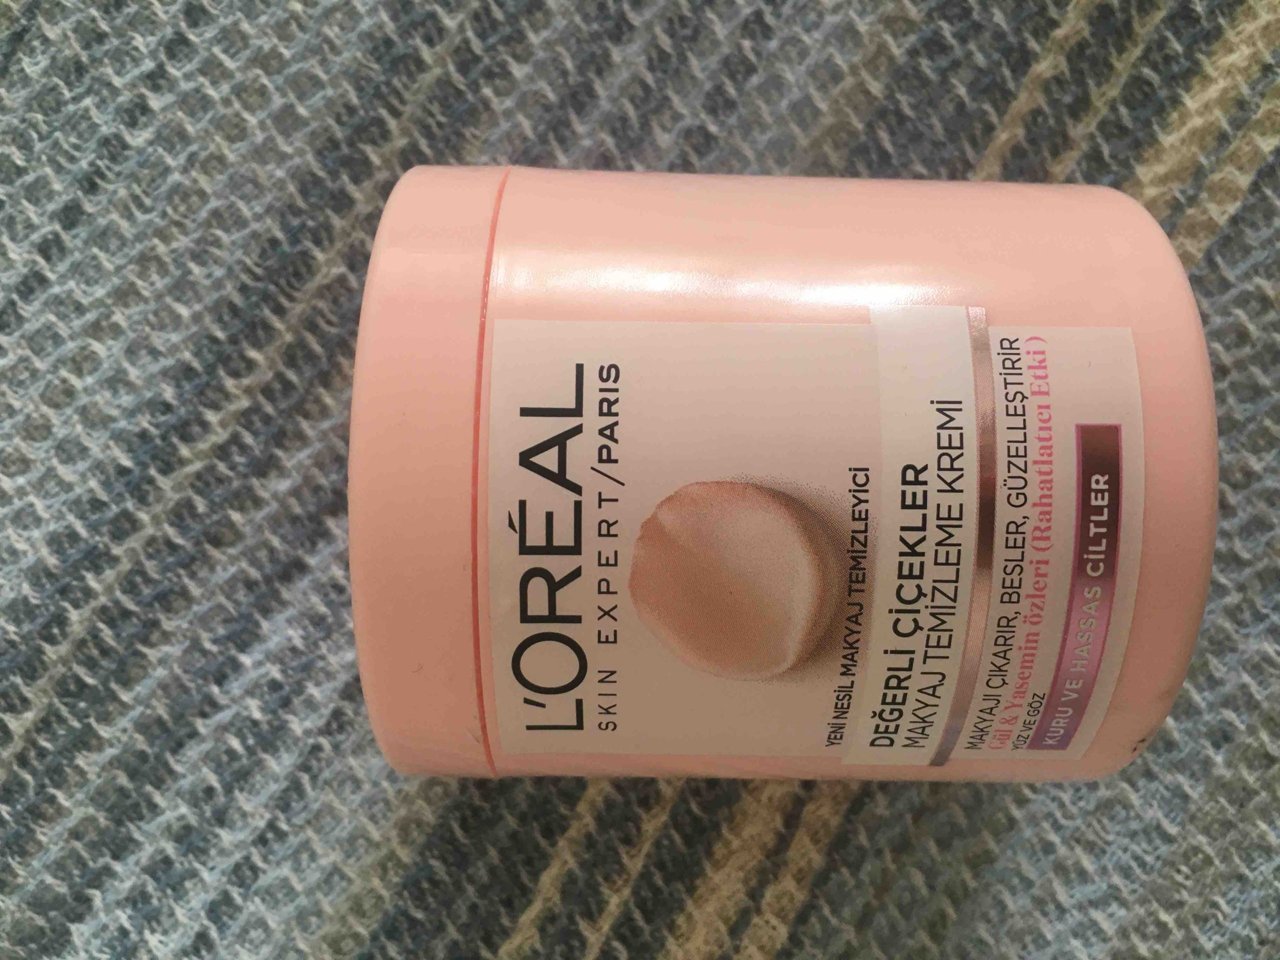 L'ORÉAL
SKIN EXPERT/PARIS
YENİ NESİL MAKYAJ TEMİZLEYİCİ
DEĞERLİ ÇİÇEKLER
MAKYAJ TEMİZLEME KREMİ
MAKYAJI ÇIKARIR, BESLER, GÜZELLEŞTİRİR
Gül & Yasemin özleri (Rahatlatıcı Etki)
YÜZ VE GÖZ
KURU VE HASSAS CİLTLER